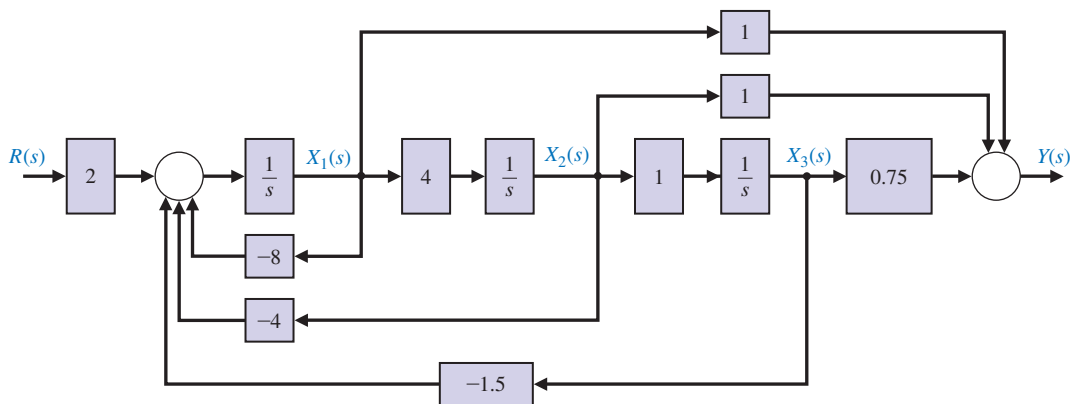 1
1
R(s)
2
1/s
X₁(s)
4
1/s
X₂(s)
1
1/s
X₃(s)
0.75
Y(s)
−8
−4
−1.5